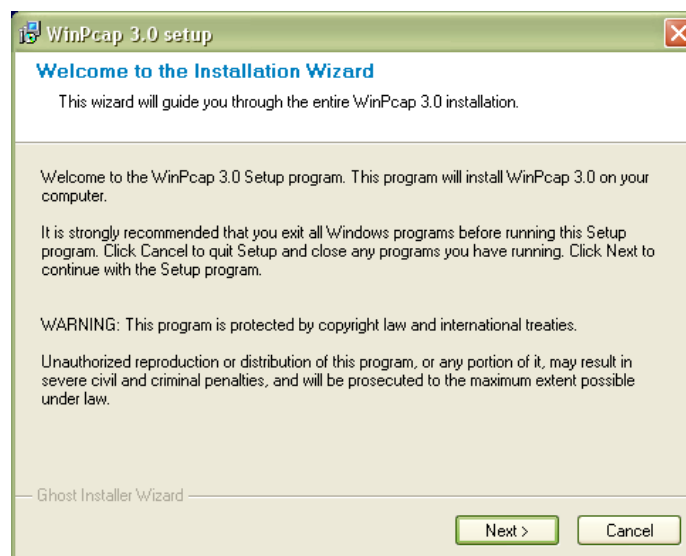 WinPcap 3.0 setup
Welcome to the Installation Wizard
This wizard will guide you through the entire WinPcap 3.0 installation.
Welcome to the WinPcap 3.0 Setup program. This program will install WinPcap 3.0 on your
computer.
It is strongly recommended that you exit all Windows programs before running this Setup
program. Click Cancel to quit Setup and close any programs you have running. Click Next to
continue with the Setup program.
WARNING: This program is protected by copyright law and international treaties.
Unauthorized reproduction or distribution of this program, or any portion of it, may result in
severe civil and criminal penalties, and will be prosecuted to the maximum extent possible
under law.
Ghost Installer Wizard
Next > Cancel